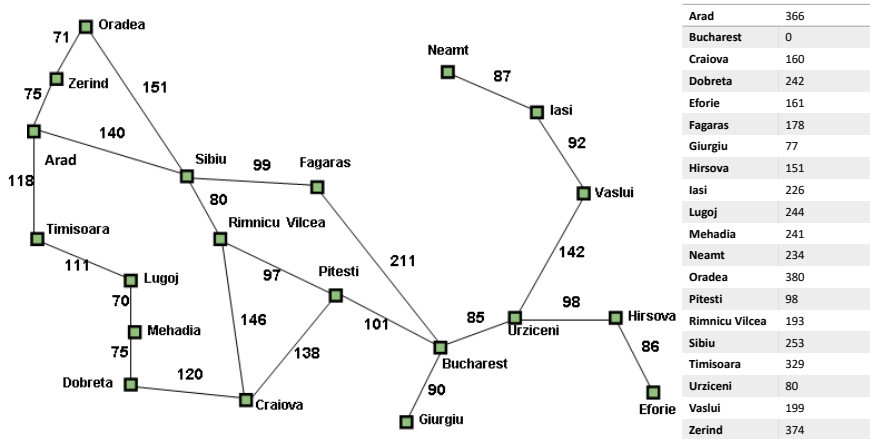 Oradea
71
Zerind
151
75
140
Arad
118
Sibiu
99
Fagaras
80
Rimnicu Vilcea
Timisoara
111
Lugoj
70
Mehadia
75
Dobreta
120
Craiova
146
97
Pitesti
138
101
211
Bucharest
90
Giurgiu
85
Urziceni
98
Hirsova
86
Eforie
142
Vaslui
92
Iasi
87
Neamt
Arad 366
Bucharest 0
Craiova 160
Dobreta 242
Eforie 161
Fagaras 178
Giurgiu 77
Hirsova 151
Iasi 226
Lugoj 244
Mehadia 241
Neamt 234
Oradea 380
Pitesti 98
Rimnicu Vilcea 193
Sibiu 253
Timisoara 329
Urziceni 80
Vaslui 199
Zerind 374